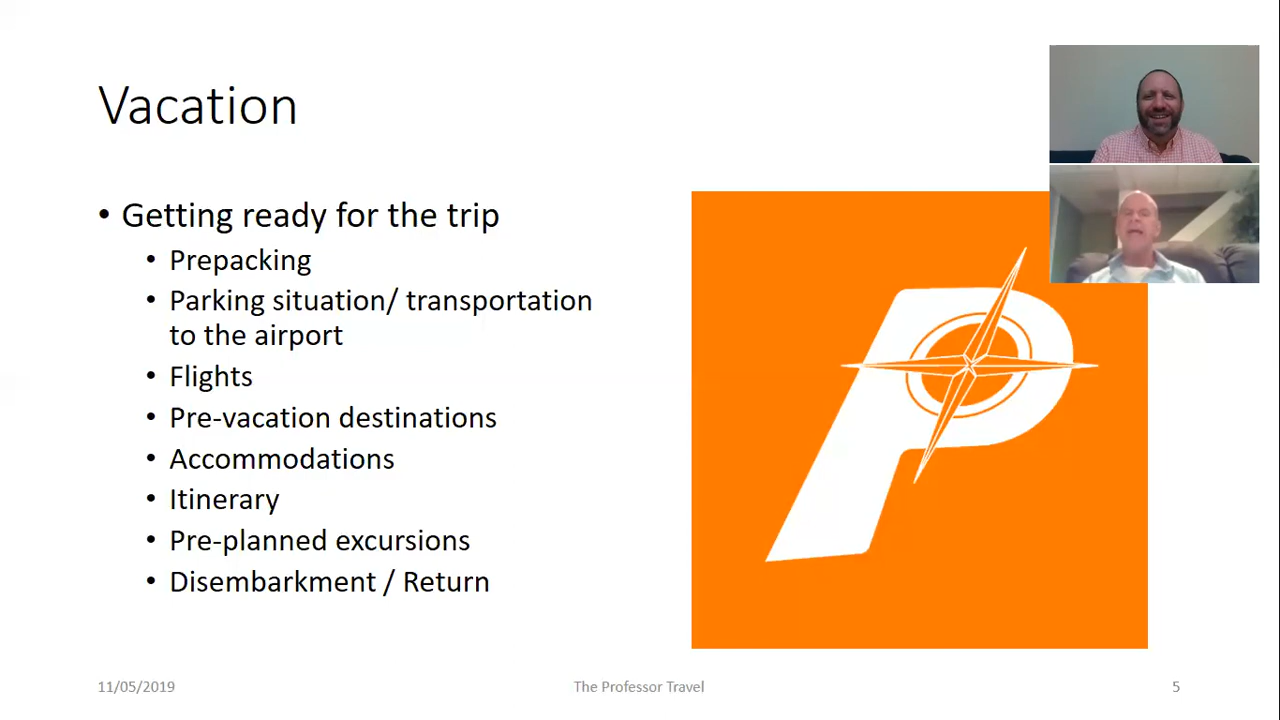 Vacation
• Getting ready for the trip
• Prepacking
• Parking situation/ transportation
to the airport
• Flights
• Pre-vacation destinations
• Accommodations
• Itinerary
• Pre-planned excursions
• Disembarkment / Return
P
11/05/2019
The Professor Travel
5